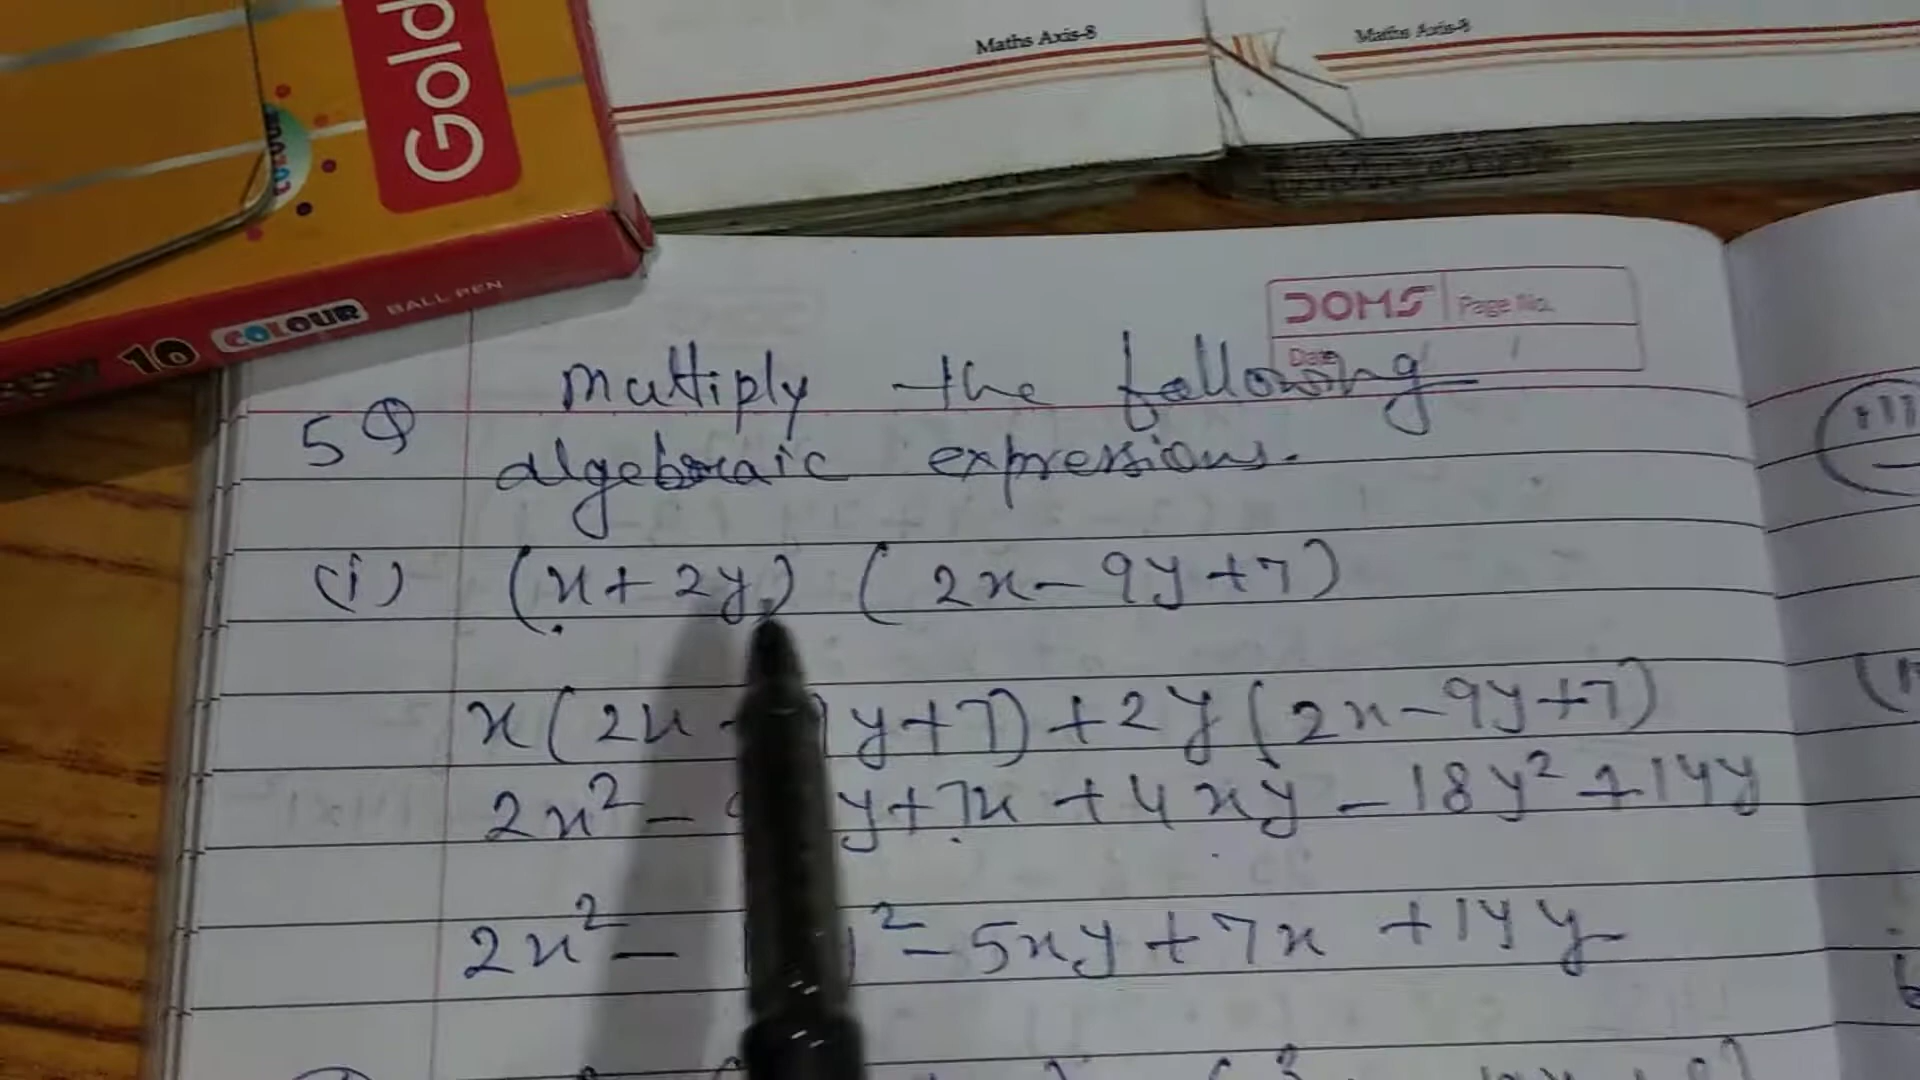 Gold
COLOUR
10 COLOUR BALL PEN
Maths Axis-8
Maths Axis-8
DOMS Page No.
Date
Multiply the following
5Q
algebraic expressions.
(i) (x+2y) (2x-9y+7)
x(2x- y+7)+2y(2x-9y+7)
2x²- y+7x+4xy-18y²+14y
2x²- ²-5xy+7x+14y